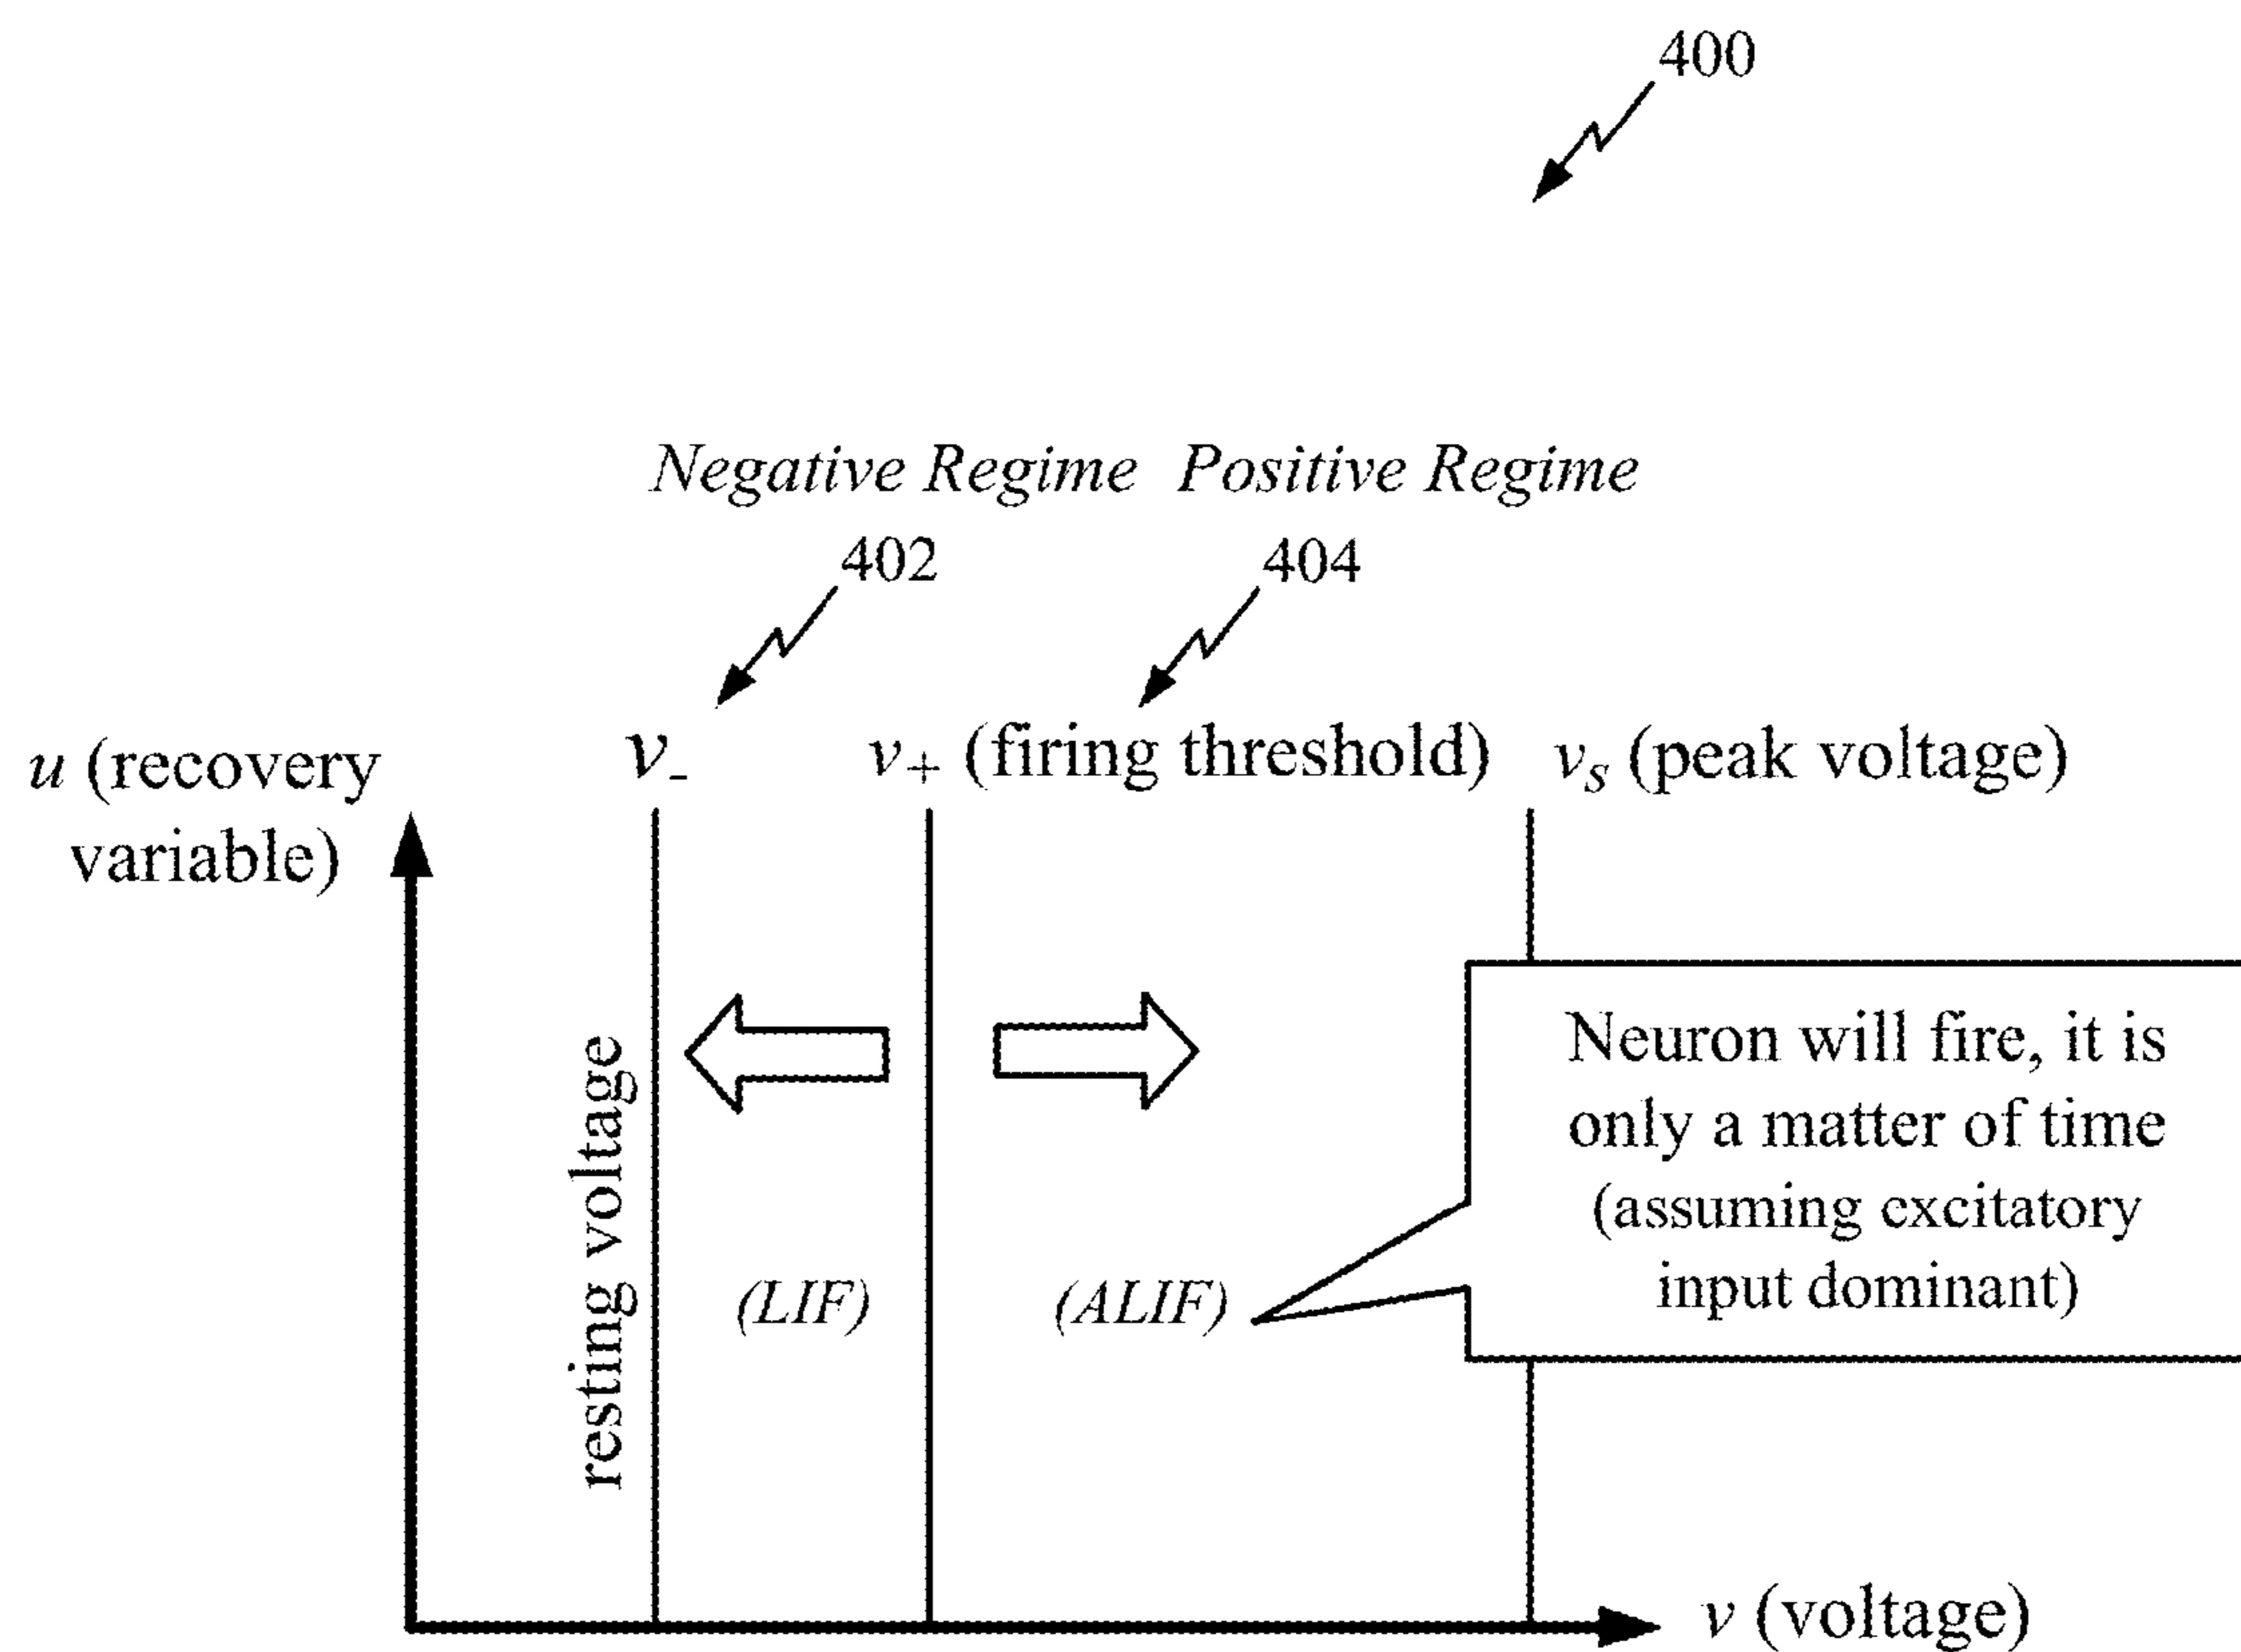 400
Negative Regime Positive Regime
402 404
u (recovery
variable)
v- v+ (firing threshold) vs (peak voltage)
resting voltage
(LIF) (ALIF)
Neuron will fire, it is
only a matter of time
(assuming excitatory
input dominant)
v (voltage)